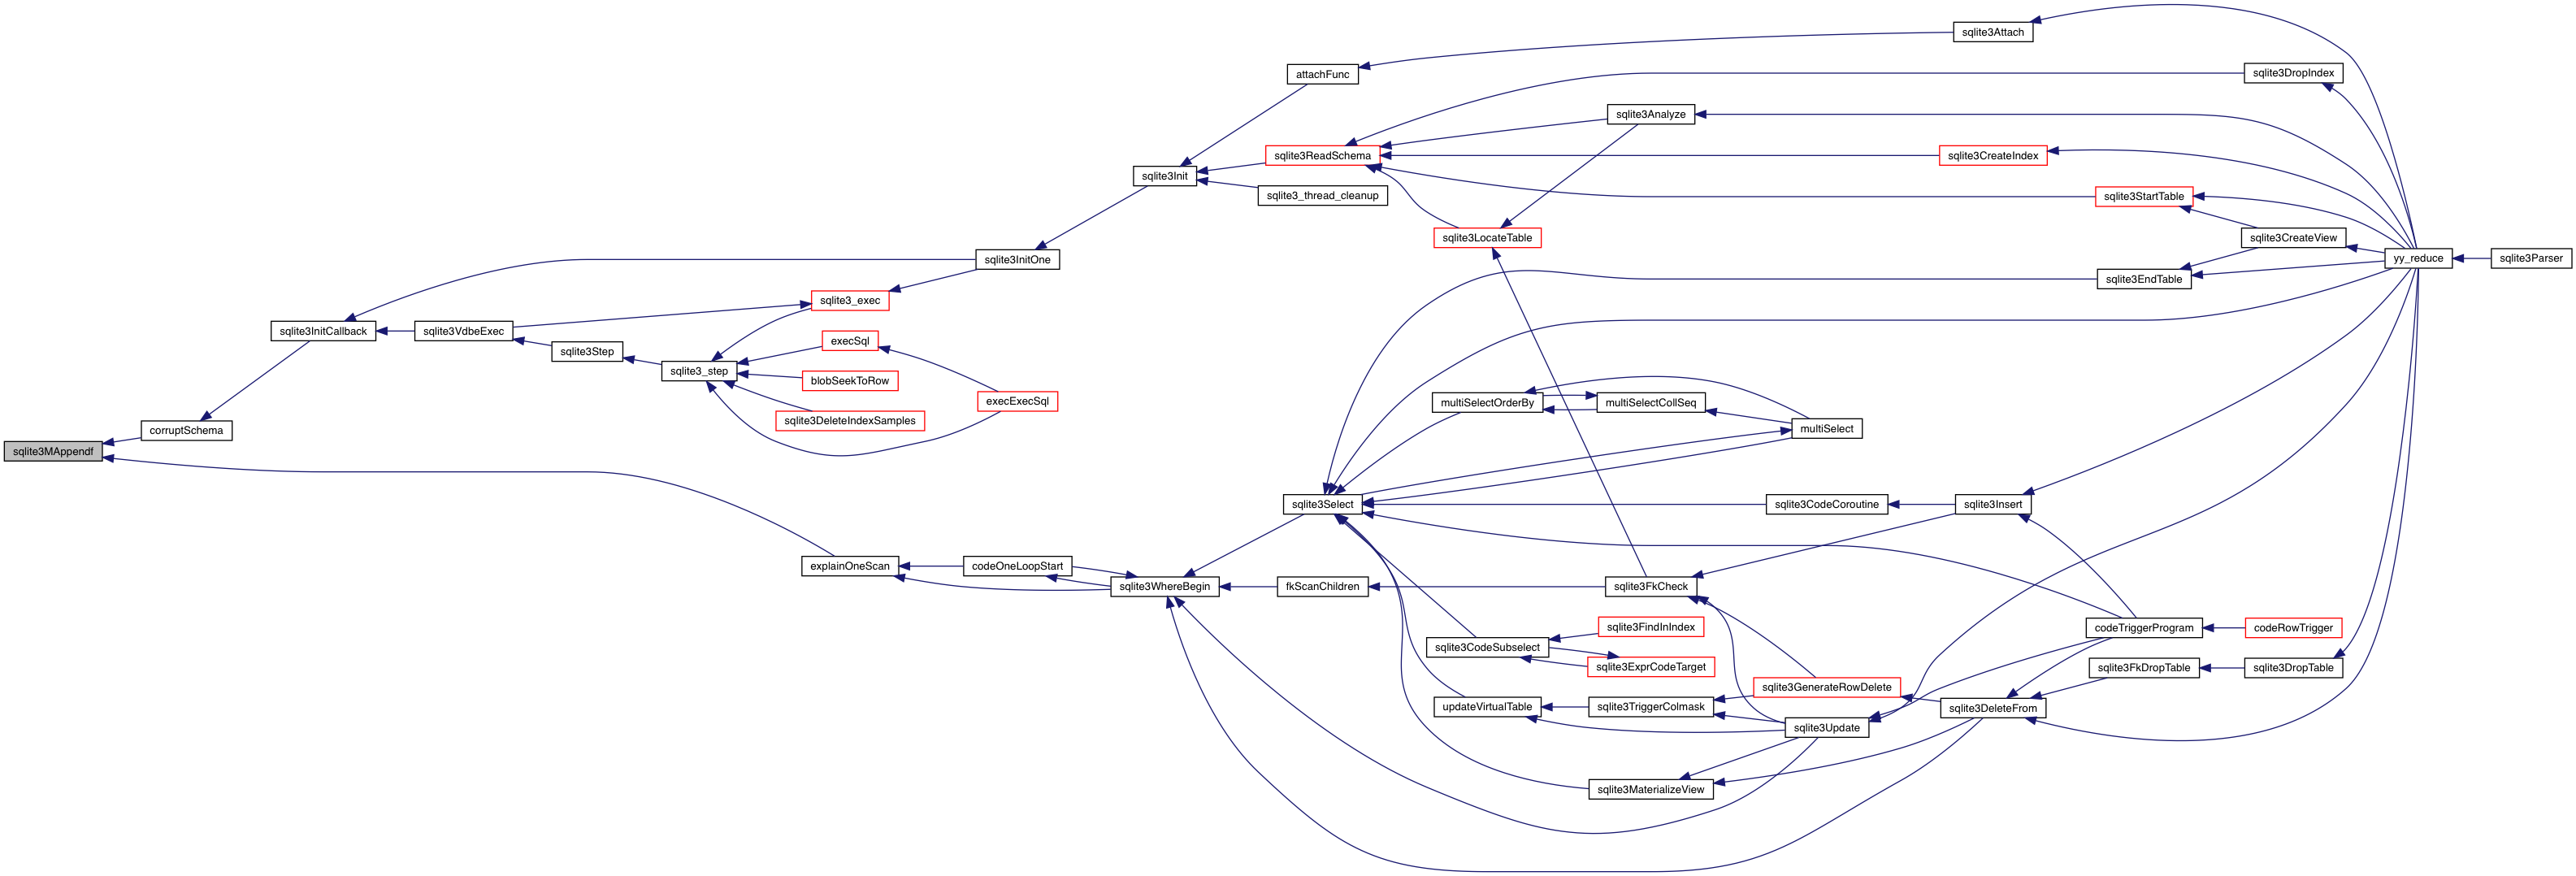 sqlite3MAppendf
corruptSchema
sqlite3InitCallback
sqlite3VdbeExec
sqlite3Step
sqlite3_step
sqlite3_exec
execSql
blobSeekToRow
sqlite3DeleteIndexSamples
execExecSql
sqlite3InitOne
sqlite3Init
attachFunc
sqlite3ReadSchema
sqlite3_thread_cleanup
sqlite3Attach
sqlite3DropIndex
sqlite3Analyze
sqlite3CreateIndex
sqlite3StartTable
sqlite3LocateTable
sqlite3CreateView
sqlite3EndTable
yy_reduce
sqlite3Parser
multiSelectOrderBy
multiSelectCollSeq
multiSelect
sqlite3Select
sqlite3CodeCoroutine
sqlite3Insert
explainOneScan
codeOneLoopStart
sqlite3WhereBegin
fkScanChildren
sqlite3FkCheck
sqlite3FindInIndex
sqlite3CodeSubselect
sqlite3ExprCodeTarget
codeTriggerProgram
codeRowTrigger
sqlite3FkDropTable
sqlite3DropTable
sqlite3GenerateRowDelete
updateVirtualTable
sqlite3TriggerColmask
sqlite3DeleteFrom
sqlite3Update
sqlite3MaterializeView